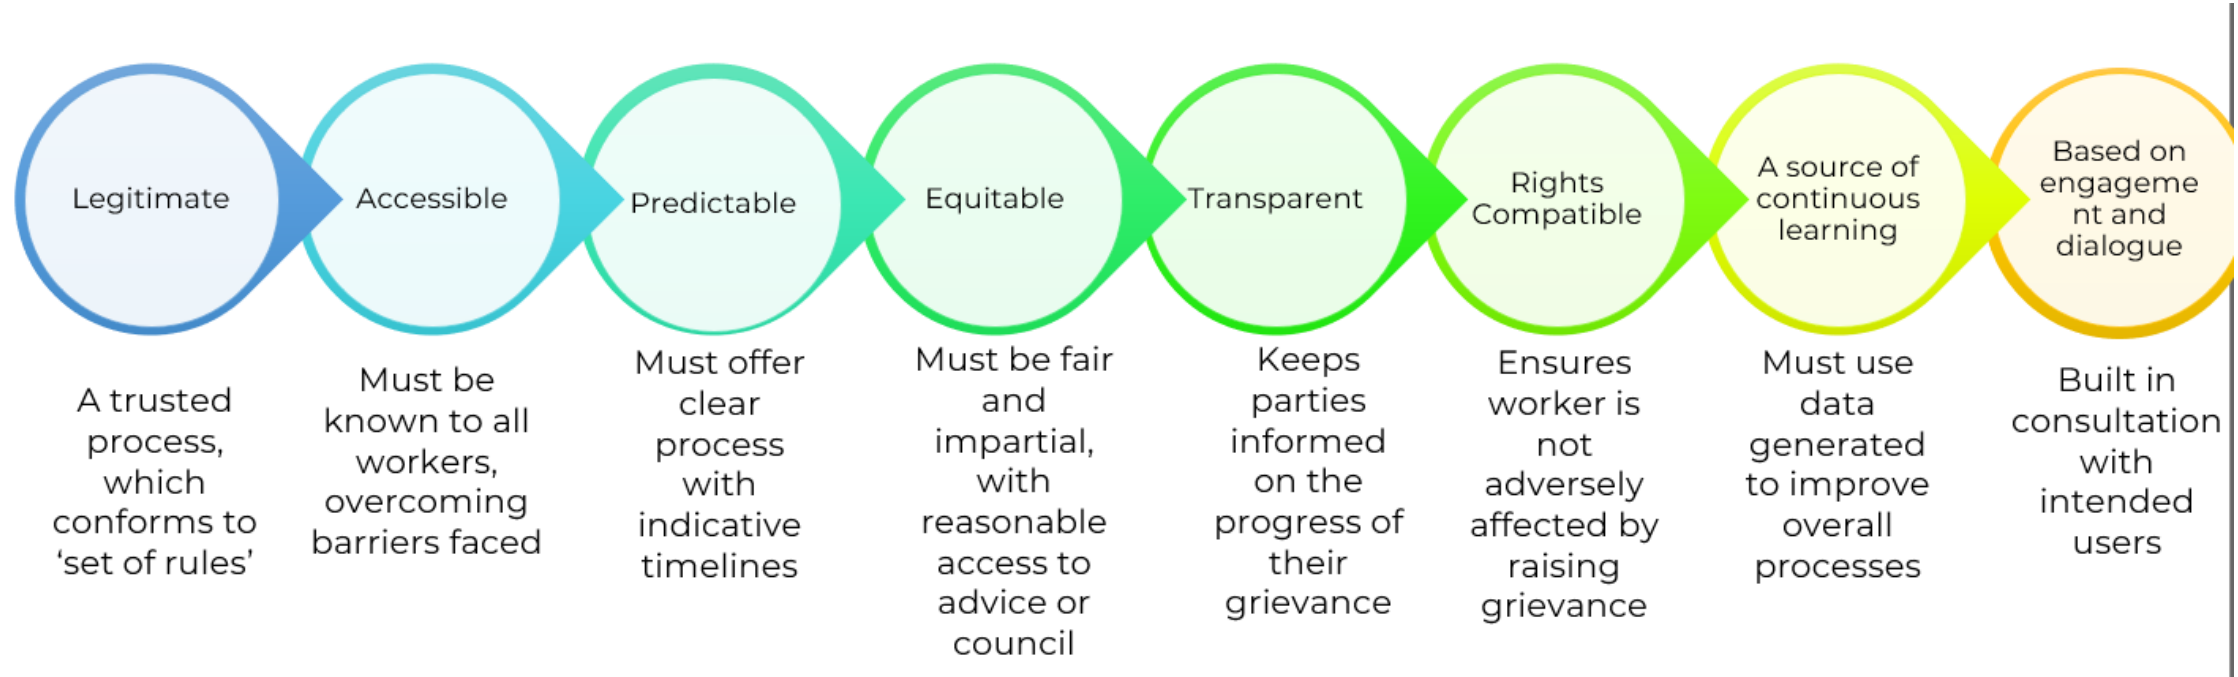 Legitimate
A trusted
process,
which
conforms to
‘set of rules’
Accessible
Must be
known to all
workers,
overcoming
barriers faced
Predictable
Must offer
clear
process
with
indicative
timelines
Equitable
Must be fair
and
impartial,
with
reasonable
access to
advice or
council
Transparent
Keeps
parties
informed
on the
progress of
their
grievance
Rights
Compatible
Ensures
worker is
not
adversely
affected by
raising
grievance
A source of
continuous
learning
Must use
data
generated
to improve
overall
processes
Based on
engageme
nt and
dialogue
Built in
consultation
with
intended
users